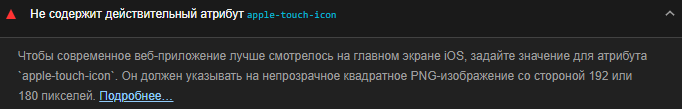 Не содержит действительный атрибут apple-touch-icon
Чтобы современное веб-приложение лучше смотрелось на главном экране iOS, задайте значение для атрибута
`apple-touch-icon`. Он должен указывать на непрозрачное квадратное PNG-изображение со стороной 192 или
180 пикселей. Подробнее…